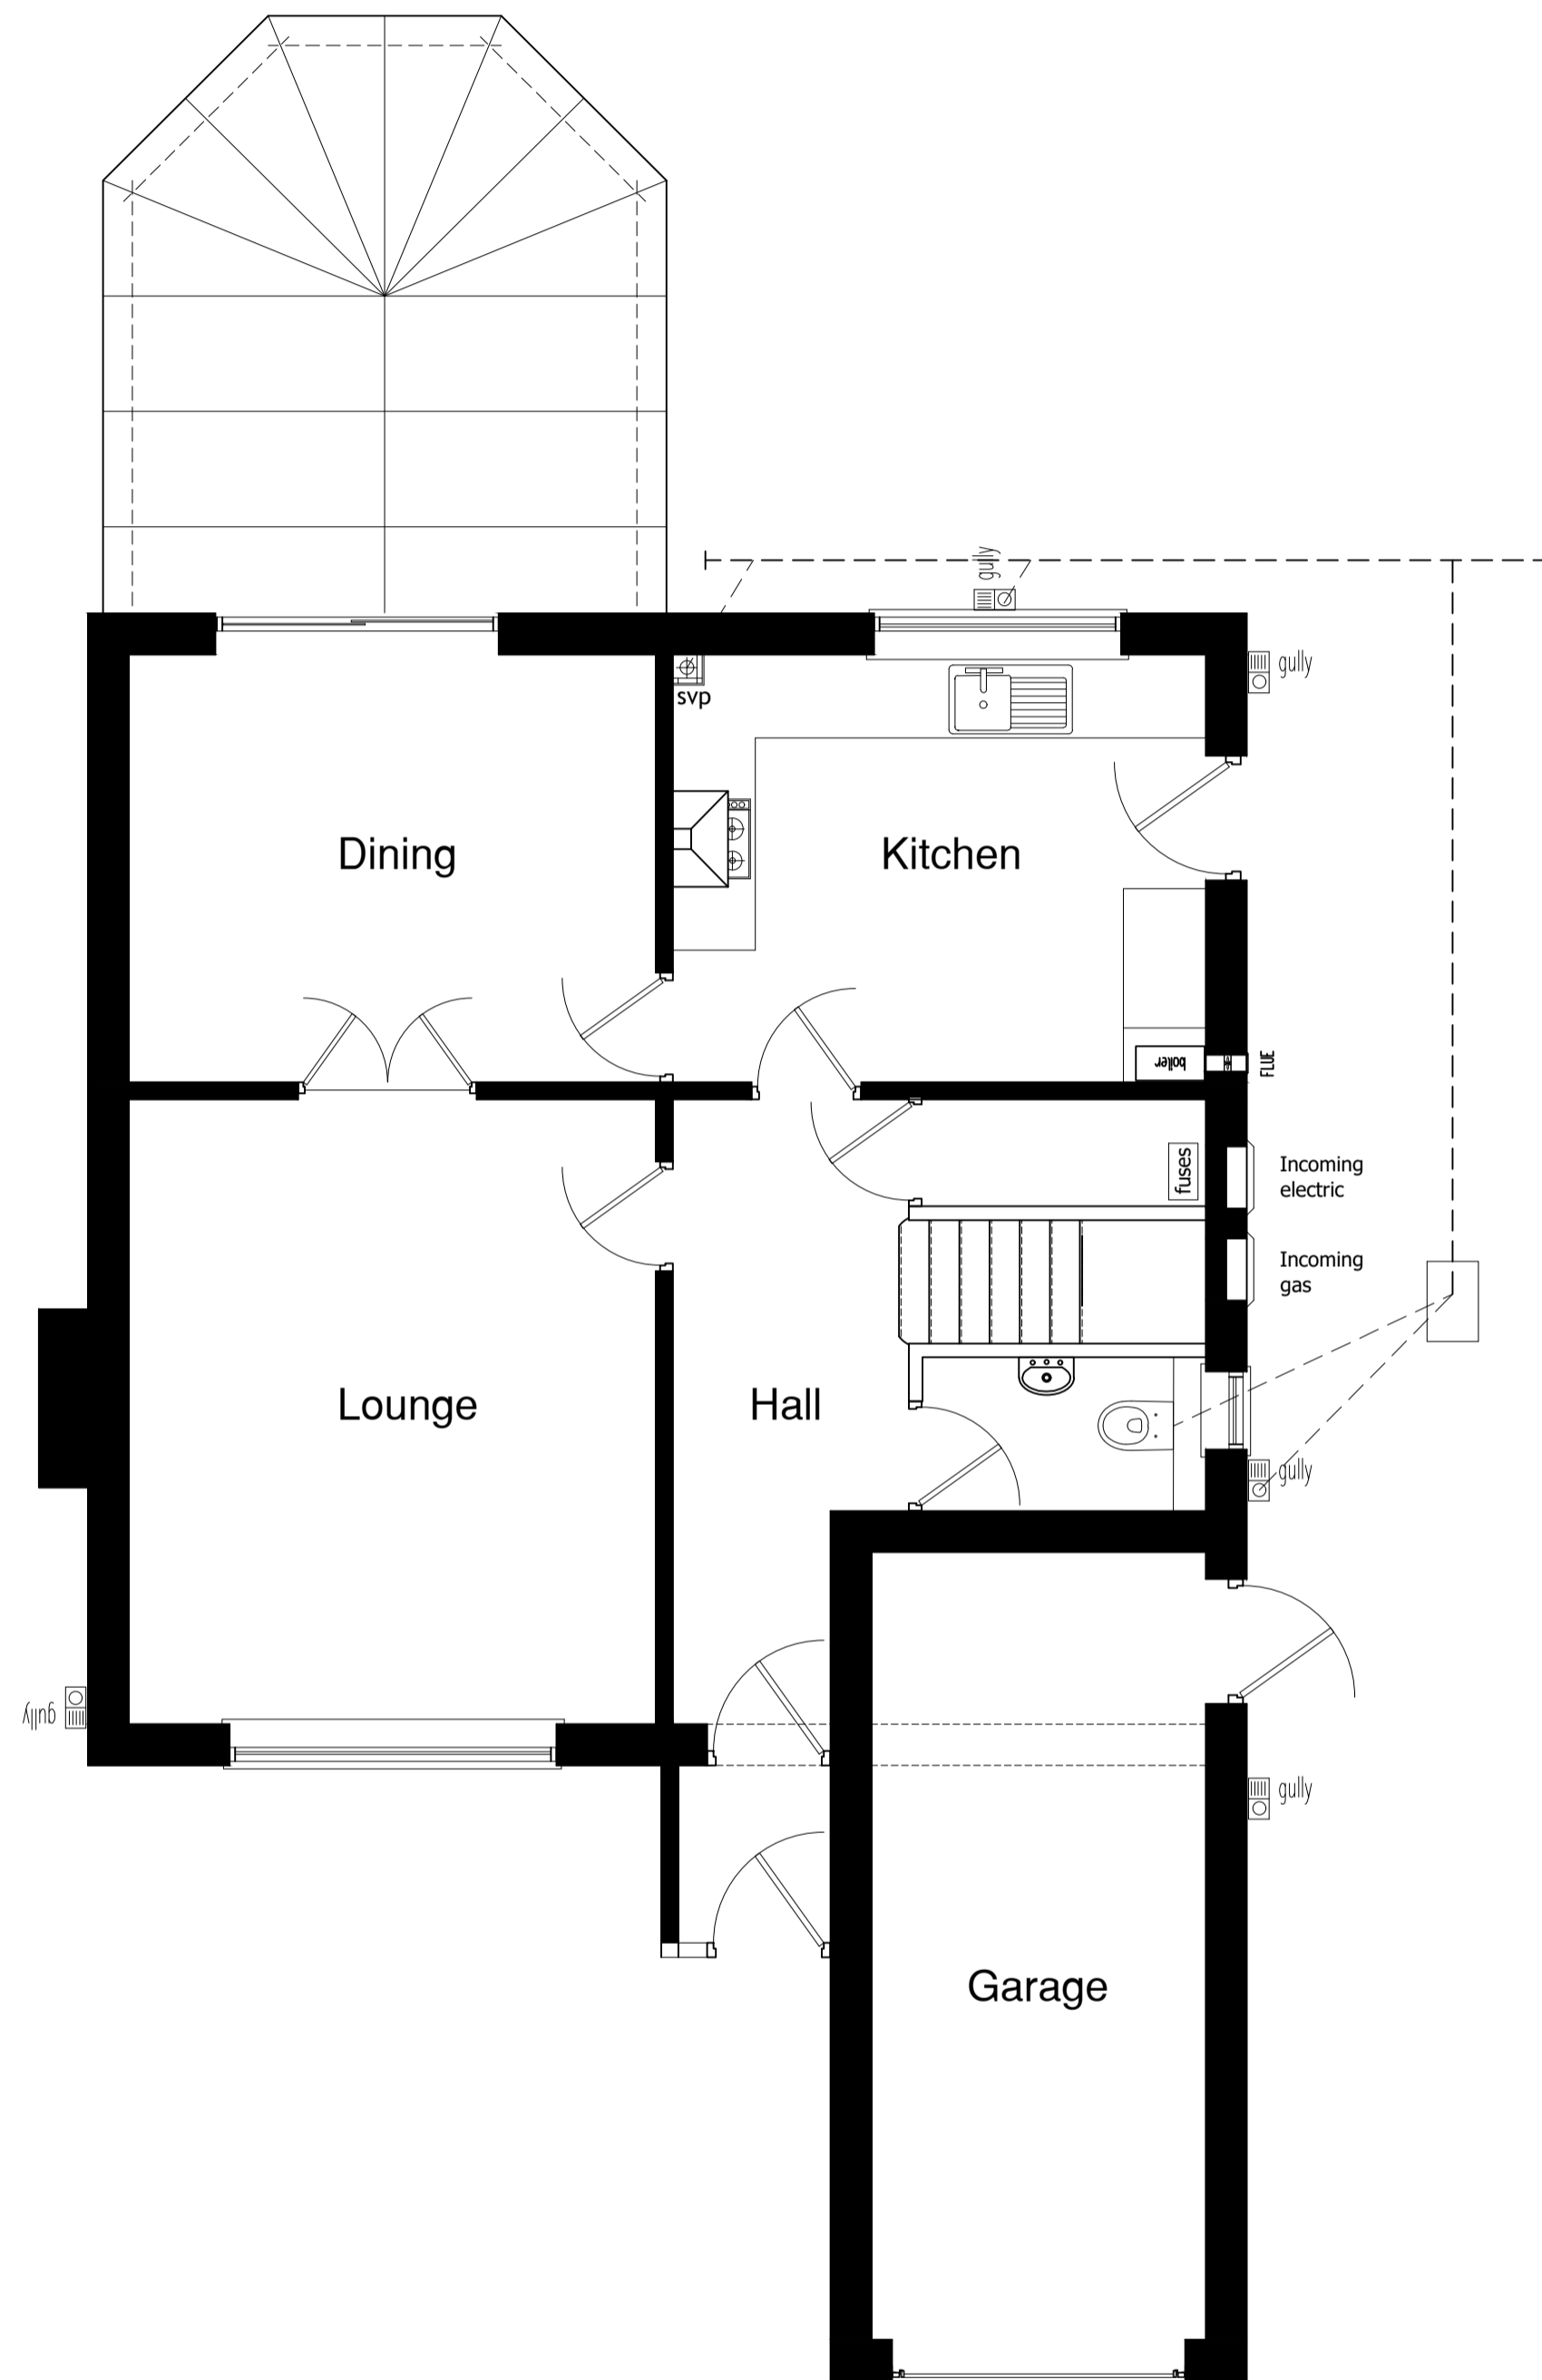 gully
gully
svp
Dining
Kitchen
boiler
FLUE
fuses
Incoming
electric
Incoming
gas
Lounge
Hall
gully
gully
gully
Garage